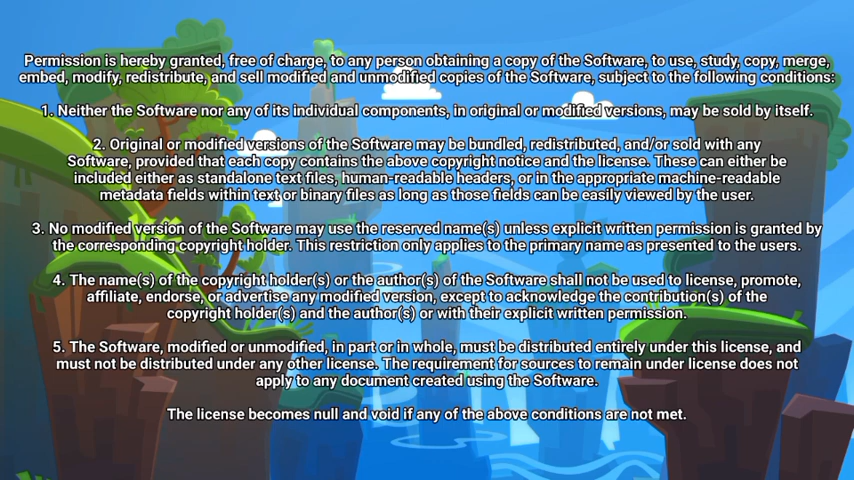 Permission is hereby granted, free of charge, to any person obtaining a copy of the Software, to use, study, copy, merge,
embed, modify, redistribute, and sell modified and unmodified copies of the Software, subject to the following conditions:
1. Neither the Software nor any of its individual components, in original or modified versions, may be sold by itself.
2. Original or modified versions of the Software may be bundled, redistributed, and/or sold with any
Software, provided that each copy contains the above copyright notice and the license. These can either be
included either as standalone text files, human-readable headers, or in the appropriate machine-readable
metadata fields within text or binary files as long as those fields can be easily viewed by the user.
3. No modified version of the Software may use the reserved name(s) unless explicit written permission is granted by
the corresponding copyright holder. This restriction only applies to the primary name as presented to the users.
4. The name(s) of the copyright holder(s) or the author(s) of the Software shall not be used to license, promote,
affiliate, endorse, or advertise any modified version, except to acknowledge the contribution(s) of the
copyright holder(s) and the author(s) or with their explicit written permission.
5. The Software, modified or unmodified, in part or in whole, must be distributed entirely under this license, and
must not be distributed under any other license. The requirement for sources to remain under license does not
apply to any document created using the Software.
The license becomes null and void if any of the above conditions are not met.